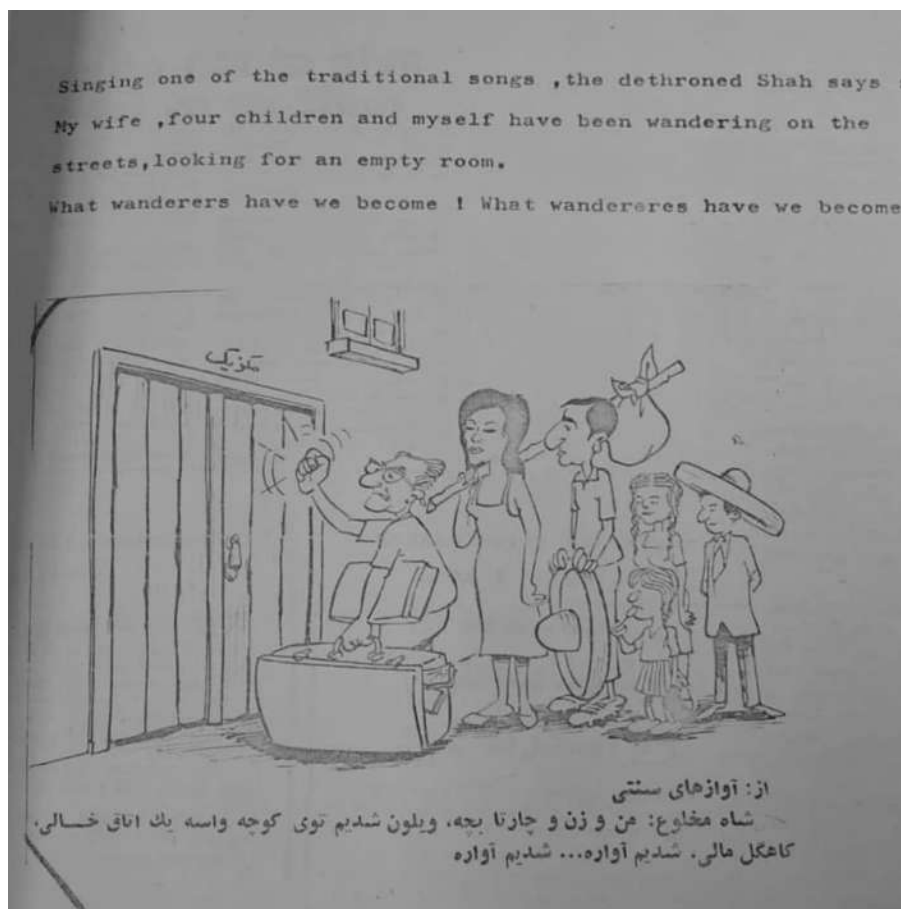 Singing one of the traditional songs ,the dethroned Shah says
My wife ,four children and myself have been wandering on the
streets,looking for an empty room.
What wanderers have we become ! What wandereres have we become
مکزیک
از: آوازهای سنتی
شاه مخلوع: من و زن و چارتا بچه، ویلون شدیم توی کوچه واسه یك اتاق خـــالی،
کاهگل مالی. شدیم آواره... شدیم آواره